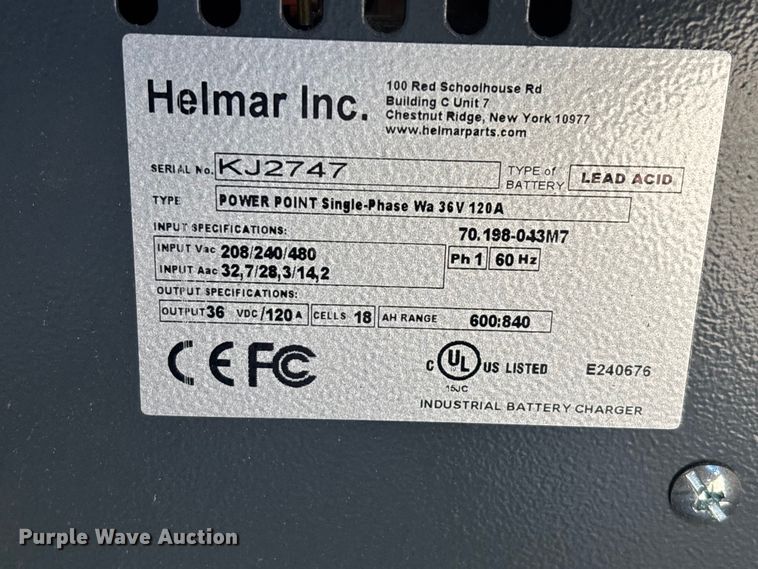 Helmar Inc.
100 Red Schoolhouse Rd
Building C Unit 7
Chestnut Ridge, New York 10977
www.helmarparts.com
SERIAL No. KJ2747
TYPE of BATTERY LEAD ACID
TYPE POWER POINT Single-Phase Wa 36V 120A
INPUT SPECIFICATIONS: 70.198-043M7
INPUT Vac 208/240/480 Ph 1 60 Hz
INPUT Aac 32,7/28,3/14,2
OUTPUT SPECIFICATIONS:
OUTPUT 36 VDC/120 A CELLS 18 AH RANGE 600:840
CE FC
C UL US LISTED E240676
15JC
INDUSTRIAL BATTERY CHARGER
Purple Wave Auction